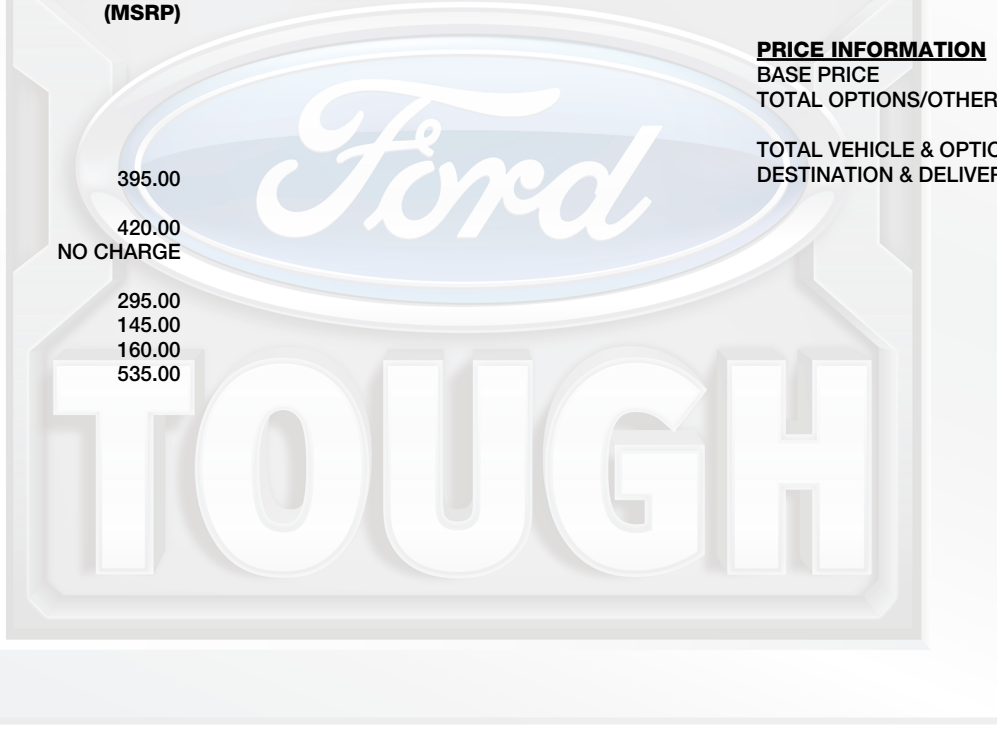 (MSRP)
395.00
420.00
NO CHARGE
295.00
145.00
160.00
535.00
PRICE INFORMATION
BASE PRICE
TOTAL OPTIONS/OTHER
TOTAL VEHICLE & OPTIO
DESTINATION & DELIVER
Ford
TOUGH